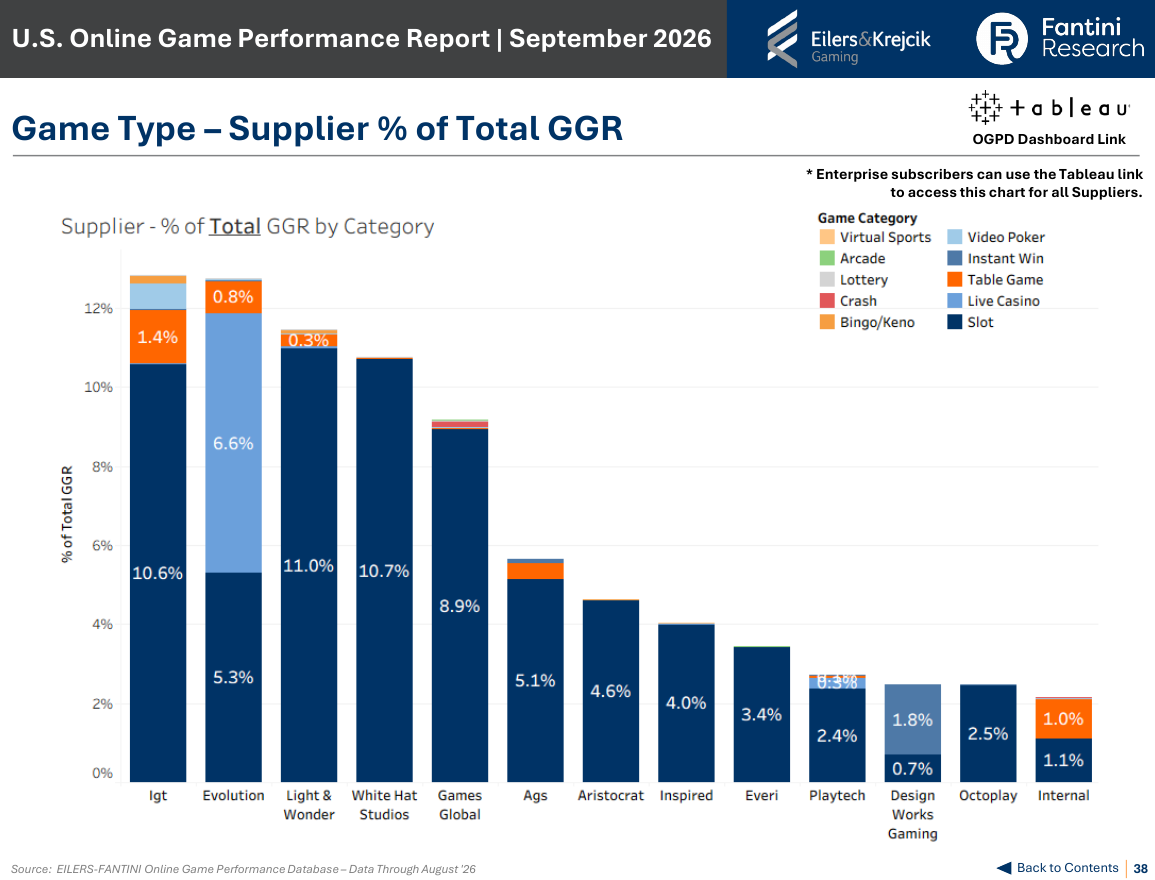 U.S. Online Game Performance Report | September 2026
Eilers&Krejcik
Gaming
Fantini
Research
Game Type – Supplier % of Total GGR
+ a b l e a u
OGPD Dashboard Link
* Enterprise subscribers can use the Tableau link
to access this chart for all Suppliers.
Supplier - % of Total GGR by Category
Game Category
Virtual Sports
Video Poker
Arcade
Instant Win
Lottery
Table Game
Crash
Live Casino
Bingo/Keno
Slot
% of Total GGR
12%
10%
8%
6%
4%
2%
0%
1.4%
10.6%
0.8%
6.6%
5.3%
0.3%
11.0%
10.7%
8.9%
5.1%
4.6%
4.0%
3.4%
0.3%
2.4%
1.8%
0.7%
2.5%
1.0%
1.1%
Igt
Evolution
Light &
Wonder
White Hat
Studios
Games
Global
Ags
Aristocrat
Inspired
Everi
Playtech
Design
Works
Gaming
Octoplay
Internal
Source: EILERS-FANTINI Online Game Performance Database – Data Through August '26
Back to Contents
38